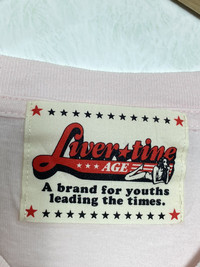 Liver★tine
★★★ AGE
A brand for youths
leading the times.